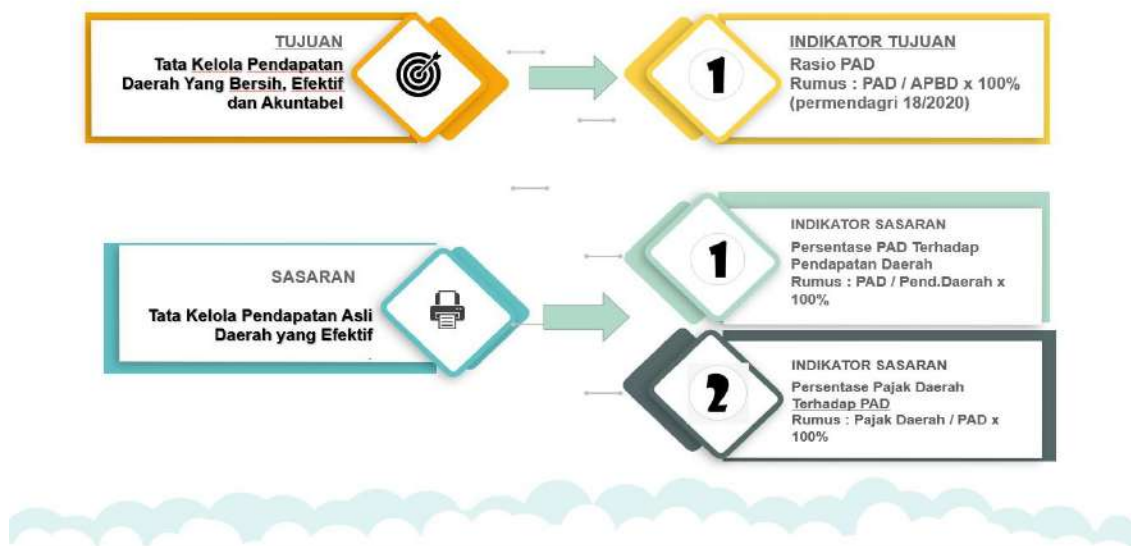 TUJUAN
Tata Kelola Pendapatan
Daerah Yang Bersih, Efektif
dan Akuntabel
1
INDIKATOR TUJUAN
Rasio PAD
Rumus : PAD / APBD x 100%
(permendagri 18/2020)
SASARAN
Tata Kelola Pendapatan Asli
Daerah yang Efektif
1
INDIKATOR SASARAN
Persentase PAD Terhadap
Pendapatan Daerah
Rumus : PAD / Pend.Daerah x
100%
2
INDIKATOR SASARAN
Persentase Pajak Daerah
Terhadap PAD
Rumus : Pajak Daerah / PAD x
100%